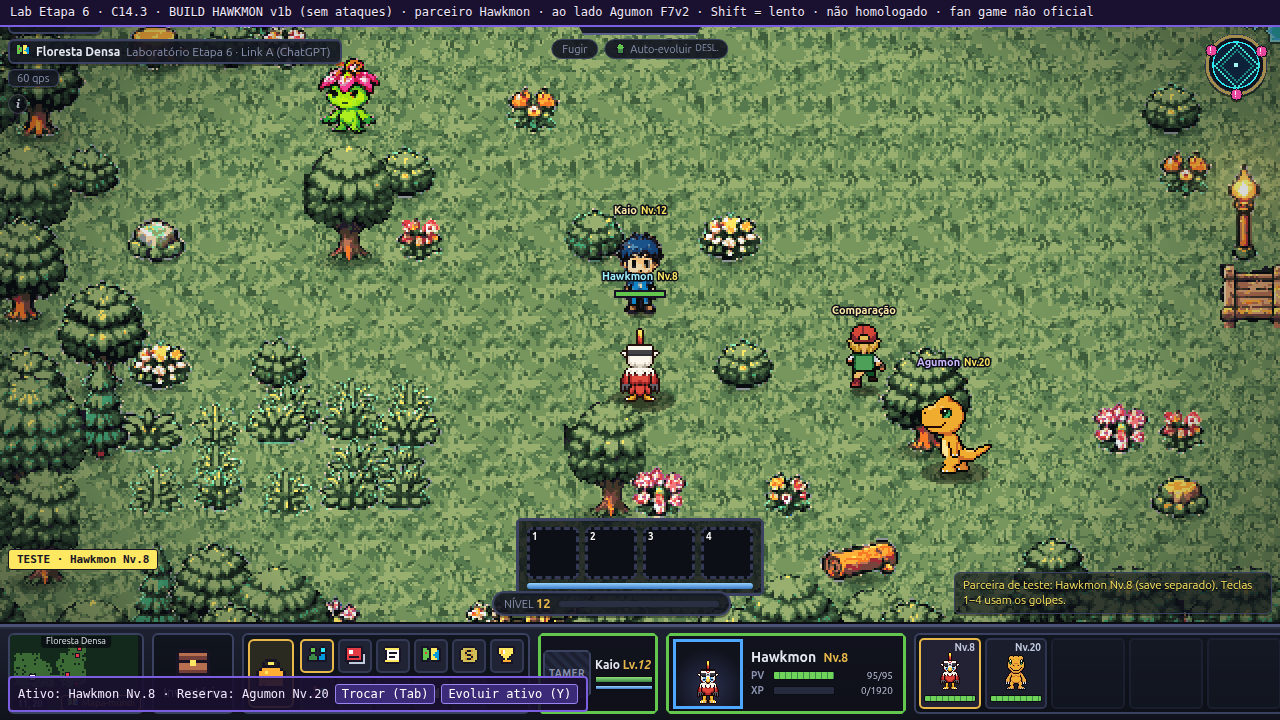 Lab Etapa 6 · C14.3 · BUILD HAWKMON v1b (sem ataques) · parceiro Hawkmon · ao lado Agumon F7v2 · Shift = lento · não homologado · fan game não oficial
Floresta Densa Laboratório Etapa 6 · Link A (ChatGPT)
Fugir
Auto-evoluir DESL.
60 qps
i
Kaio Nv.12
Hawkmon Nv.8
Comparação
Agumon Nv.20
1 2 3 4
TESTE · Hawkmon Nv.8
Parceira de teste: Hawkmon Nv.8 (save separado). Teclas
1–4 usam os golpes.
NÍVEL 12
Floresta Densa
TAMER
Kaio Lv.12
Hawkmon Nv.8
PV 95/95
XP 0/1920
Nv.8
Nv.20
Ativo: Hawkmon Nv.8 · Reserva: Agumon Nv.20 Trocar (Tab) Evoluir ativo (Y)